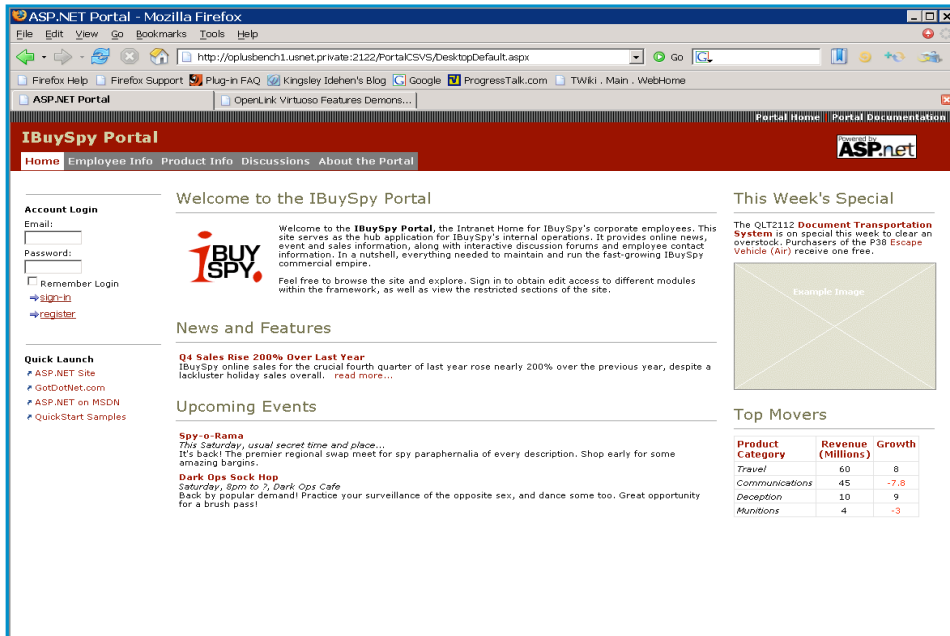 ASP.NET Portal - Mozilla Firefox
File Edit View Go Bookmarks Tools Help
http://oplusbench1.usnet.private:2122/PortalCSVS/DesktopDefault.aspx
Go
G
Firefox Help Firefox Support Plug-in FAQ Kingsley Idehen's Blog Google ProgressTalk.com TWiki . Main . WebHome
ASP.NET Portal
OpenLink Virtuoso Features Demons...
Portal Home | Portal Documentation
IBuySpy Portal
Powered by
ASP.net
Home Employee Info Product Info Discussions About the Portal
Account Login
Email:
Password:
Remember Login
sign-in
register
Quick Launch
ASP.NET Site
GotDotNet.com
ASP.NET on MSDN
QuickStart Samples
Welcome to the IBuySpy Portal
iBUY
SPY.
Welcome to the IBuySpy Portal, the Intranet Home for IBuySpy's corporate employees. This
site serves as the hub application for IBuySpy's internal operations. It provides online news,
event and sales information, along with interactive discussion forums and employee contact
information. In a nutshell, everything needed to maintain and run the fast-growing IBuySpy
commercial empire.
Feel free to browse the site and explore. Sign in to obtain edit access to different modules
within the framework, as well as view the restricted sections of the site.
News and Features
Q4 Sales Rise 200% Over Last Year
IBuySpy online sales for the crucial fourth quarter of last year rose nearly 200% over the previous year, despite a
lackluster holiday sales overall. read more...
Upcoming Events
Spy-o-Rama
This Saturday, usual secret time and place...
It's back! The premier regional swap meet for spy paraphernalia of every description. Shop early for some
amazing bargins.
Dark Ops Sock Hop
Saturday, 8pm to ?, Dark Ops Cafe
Back by popular demand! Practice your surveillance of the opposite sex, and dance some too. Great opportunity
for a brush pass!
This Week's Special
The QLT2112 Document Transportation
System is on special this week to clear an
overstock. Purchasers of the P38 Escape
Vehicle (Air) receive one free.
Example Image
Top Movers
Product Category Revenue (Millions) Growth
Travel 60 8
Communications 45 -7.8
Deception 10 9
Munitions 4 -3